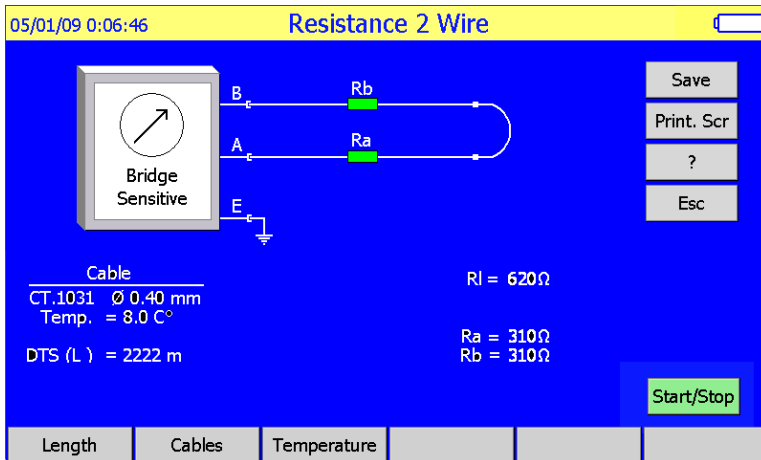 05/01/09 0:06:46
Resistance 2 Wire
B
Rb
A
Ra
Bridge
Sensitive
E
Save
Print. Scr
?
Esc
Cable
CT.1031 Ø 0.40 mm
Temp. = 8.0 C°
DTS (L ) = 2222 m
Rl = 620Ω
Ra = 310Ω
Rb = 310Ω
Start/Stop
Length
Cables
Temperature